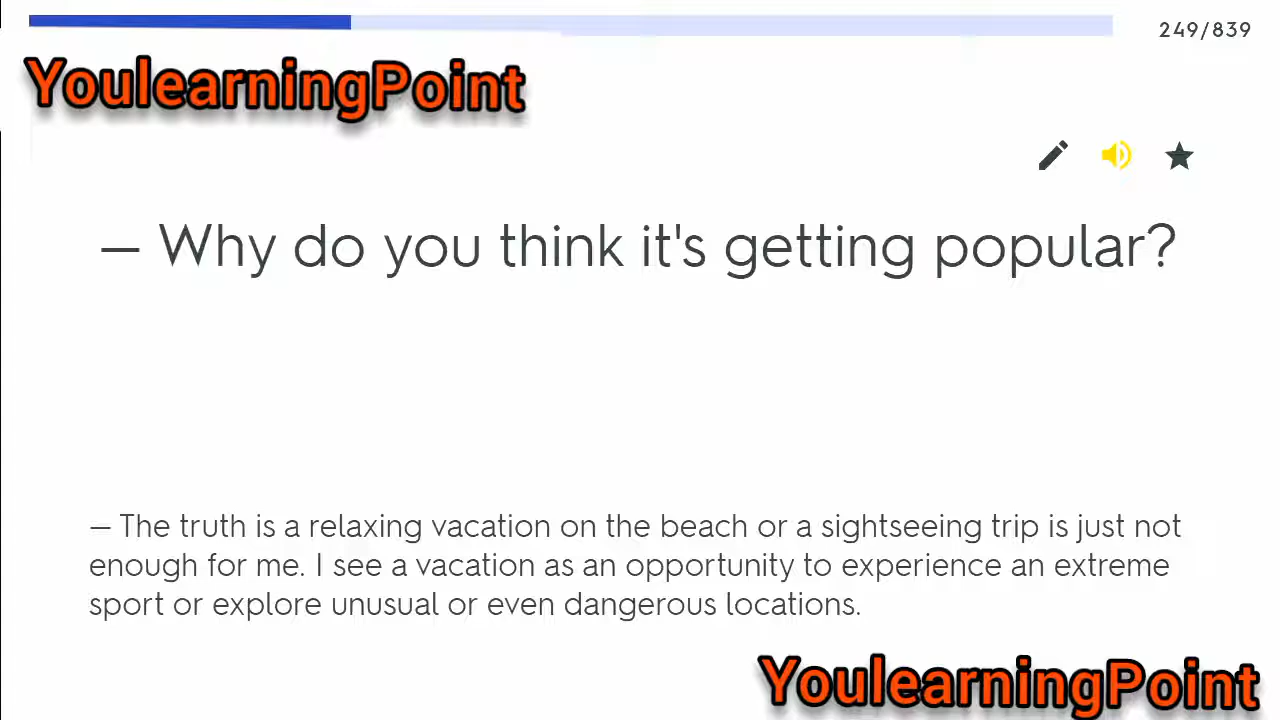 249/839
YoulearningPoint
– Why do you think it's getting popular?
– The truth is a relaxing vacation on the beach or a sightseeing trip is just not
enough for me. I see a vacation as an opportunity to experience an extreme
sport or explore unusual or even dangerous locations.
YoulearningPoint